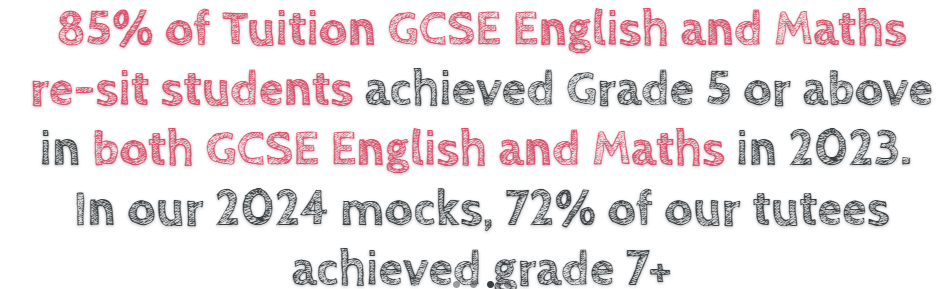 85% of Tuition GCSE English and Maths
re-sit students achieved Grade 5 or above
in both GCSE English and Maths in 2023.
In our 2024 mocks, 72% of our tutees
achieved grade 7+